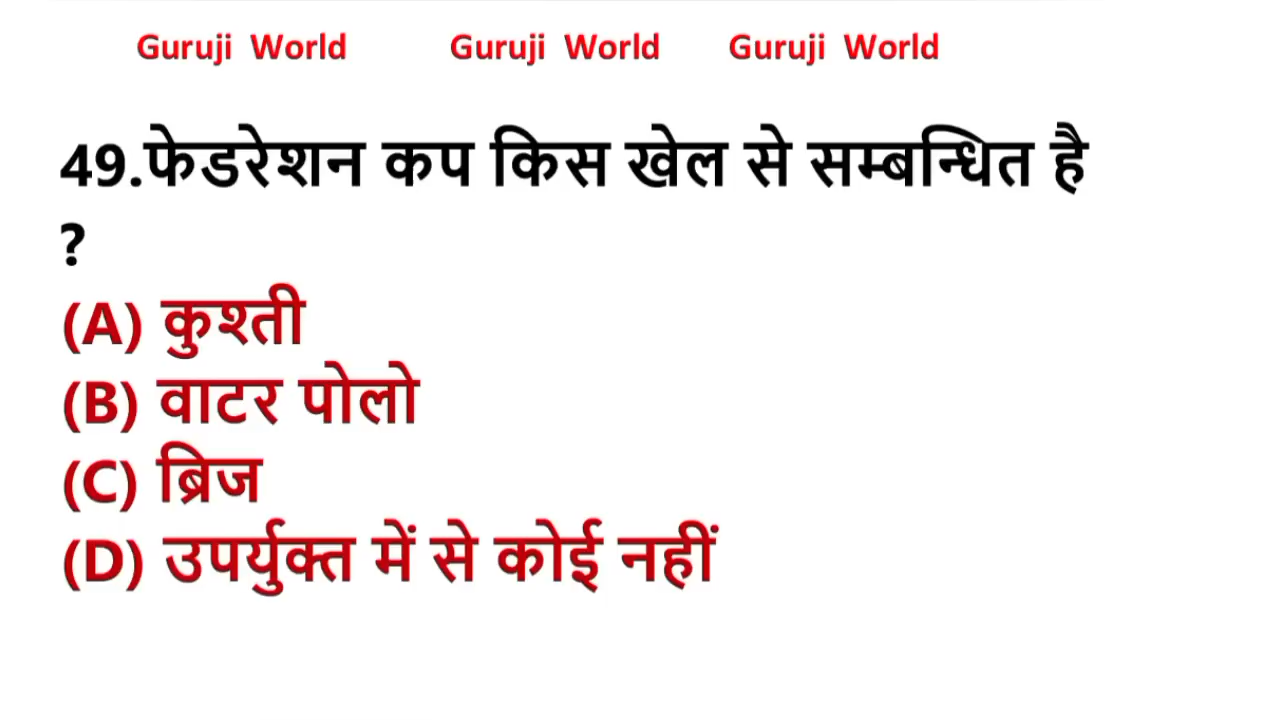 Guruji World Guruji World Guruji World
49.फेडरेशन कप किस खेल से सम्बन्धित है
?
(A) कुश्ती
(B) वाटर पोलो
(C) ब्रिज
(D) उपर्युक्त में से कोई नहीं